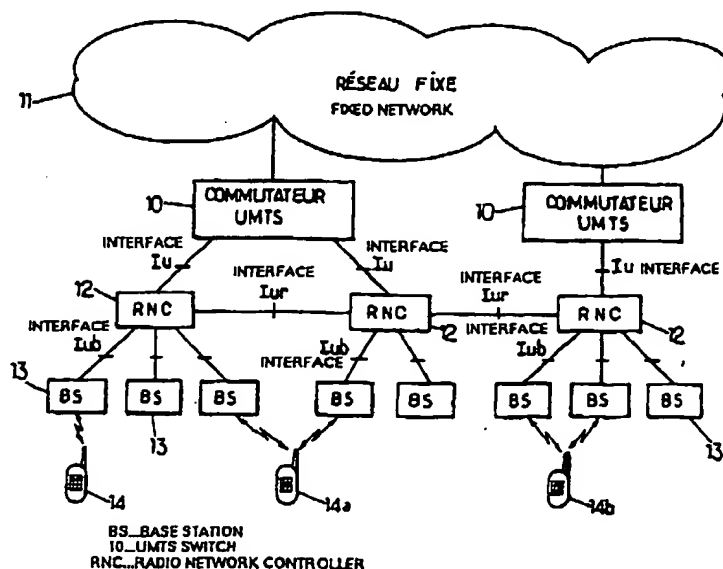 RÉSEAU FIXE
FIXED NETWORK
11
10
COMMUTATEUR
UMTS
10
COMMUTATEUR
UMTS
INTERFACE
Iu
INTERFACE
Iu
Iu INTERFACE
INTERFACE
Iur
INTERFACE
Iur
12
RNC
RNC
12
RNC
12
INTERFACE
Iub
INTERFACE
Iub
INTERFACE
Iub
13
BS
BS
13
BS
BS
BS
BS
BS
BS
13
14
14a
14b
BS...BASE STATION
10...UMTS SWITCH
RNC...RADIO NETWORK CONTROLLER